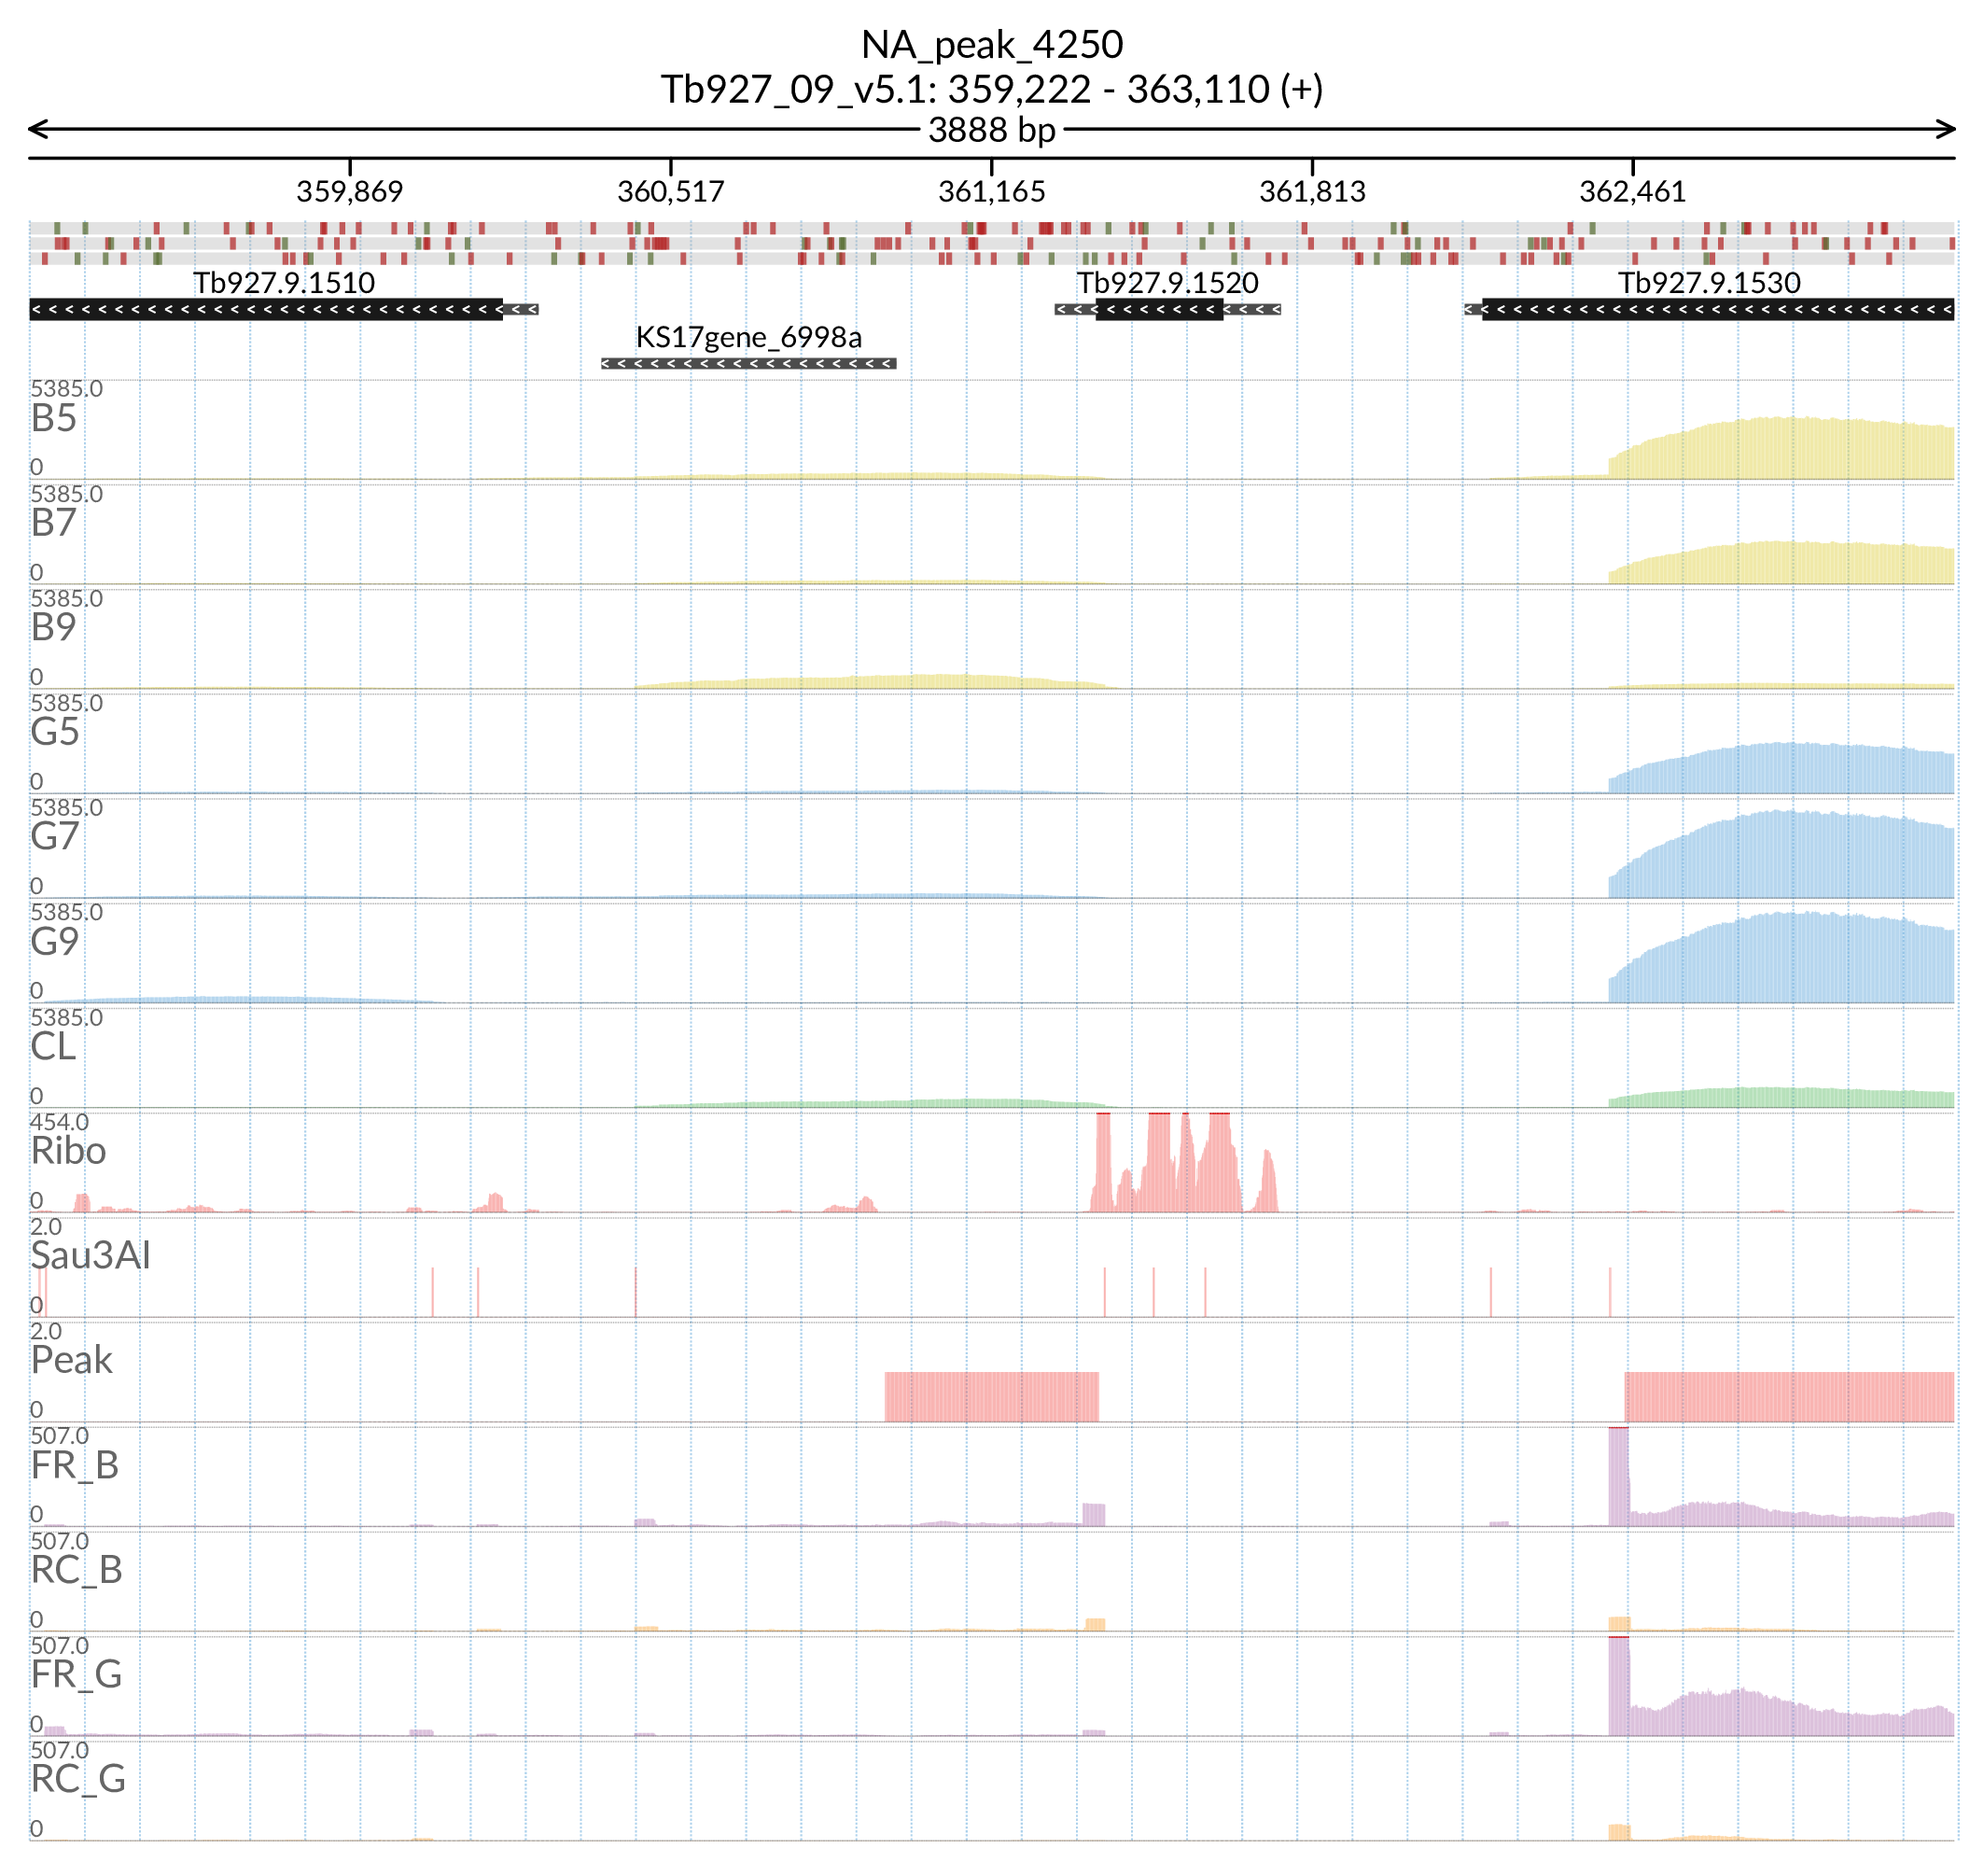 NA_peak_4250
Tb927_09_v5.1: 359,222 - 363,110 (+)
3888 bp
359,869 360,517 361,165 361,813 362,461
Tb927.9.1510 Tb927.9.1520 Tb927.9.1530
KS17gene_6998a
5385.0
B5
0
5385.0
B7
0
5385.0
B9
0
5385.0
G5
0
5385.0
G7
0
5385.0
G9
0
5385.0
CL
0
454.0
Ribo
0
2.0
Sau3AI
0
2.0
Peak
0
507.0
FR_B
0
507.0
RC_B
0
507.0
FR_G
0
507.0
RC_G
0